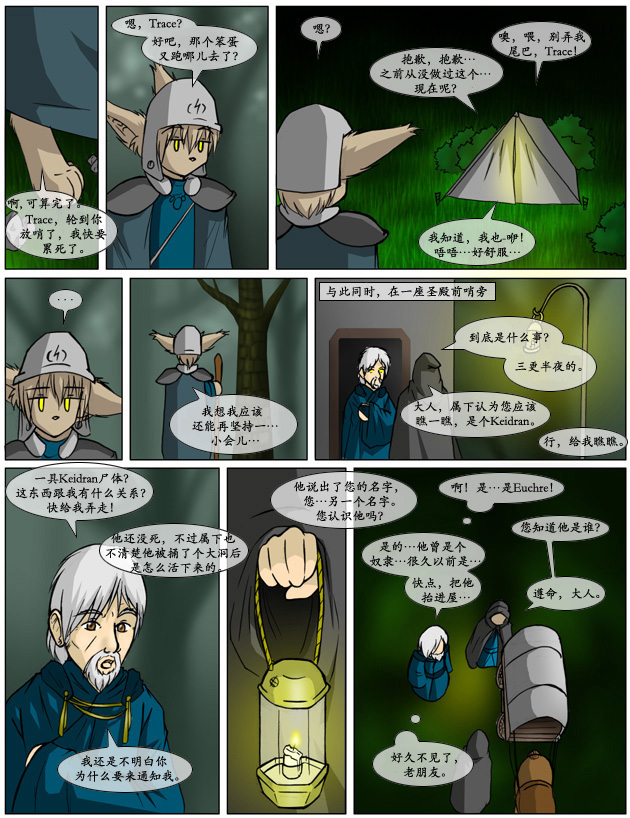 啊,可算完了。
Trace，轮到你
放哨了，我快要
累死了。
嗯，Trace？
好吧，那个笨蛋
又跑哪儿去了？
嗯？
抱歉，抱歉…
之前从没做过这个…
现在呢？
噢，喂，别弄我
尾巴，Trace！
我知道，我也-咿！
唔唔…好舒服…
...
我想我应该
还能再坚持一…
小会儿…
与此同时，在一座圣殿前哨旁
到底是什么事？
三更半夜的。
大人，属下认为您应该
瞧一瞧，是个Keidran。
行，给我瞧瞧。
一具Keidran尸体？
这东西跟我有什么关系？
快给我弄走！
他还没死，不过属下也
不清楚他被捅了个大洞后
是怎么活下来的。
我还是不明白你
为什么要来通知我。
他说出了您的名字，
您…另一个名字。
您认识他吗？
啊！是…是Euchre！
您知道他是谁？
是的…他曾是个
奴隶…很久以前是…
快点，把他
抬进屋…
遵命，大人。
好久不见了，
老朋友。